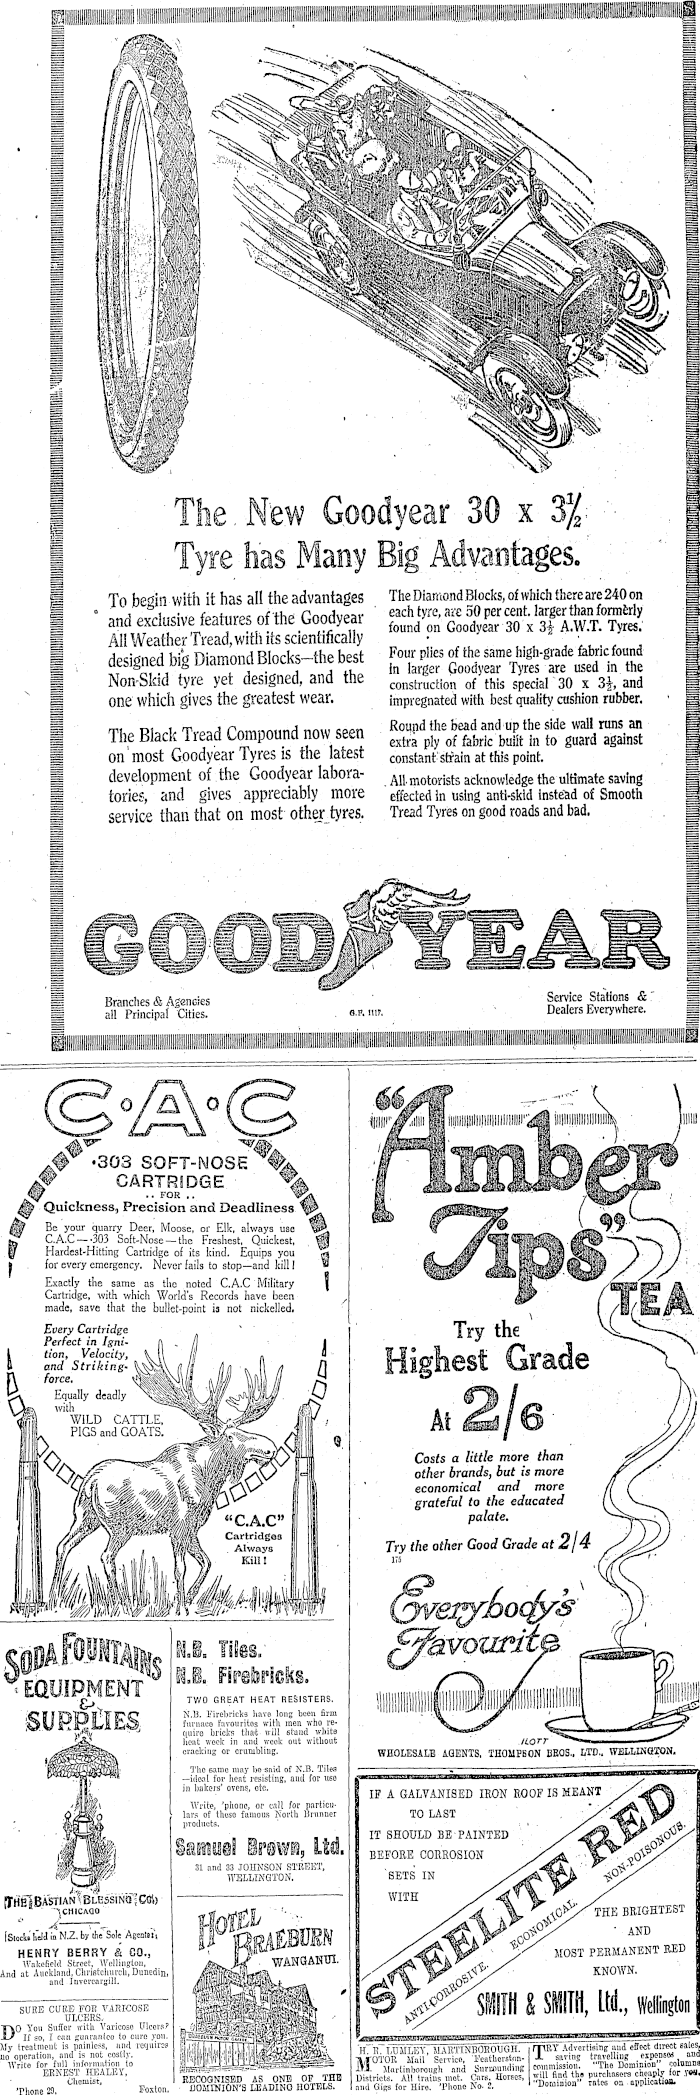 The New Goodyear 30 x 3½
Tyre has Many Big Advantages.
To begin with it has all the advantages
and exclusive features of the Goodyear
All Weather Tread, with its scientifically
designed big Diamond Blocks—the best
Non-Skid tyre yet designed, and the
one which gives the greatest wear.
The Black Tread Compound now seen
on most Goodyear Tyres is the latest
development of the Goodyear labora-
tories, and gives appreciably more
service than that on most other tyres.
The Diamond Blocks, of which there are 240 on
each tyre, are 50 per cent. larger than formerly
found on Goodyear 30 x 3½ A.W.T. Tyres.
Four plies of the same high-grade fabric found
in larger Goodyear Tyres are used in the
construction of this special 30 x 3½, and
impregnated with best quality cushion rubber.
Round the bead and up the side wall runs an
extra ply of fabric built in to guard against
constant strain at this point.
All motorists acknowledge the ultimate saving
effected in using anti-skid instead of Smooth
Tread Tyres on good roads and bad.
GOODYEAR
Branches & Agencies
all Principal Cities.
G.F. 1117.
Service Stations &
Dealers Everywhere.
C.A.C
.303 SOFT-NOSE
CARTRIDGE
.. FOR ..
Quickness, Precision and Deadliness
Be your quarry Deer, Moose, or Elk, always use
C.A.C—.303 Soft-Nose—the Freshest, Quickest,
Hardest-Hitting Cartridge of its kind. Equips you
for every emergency. Never fails to stop—and kill!
Exactly the same as the noted C.A.C Military
Cartridge, with which World's Records have been
made, save that the bullet-point is not nickelled.
Every Cartridge
Perfect in Igni-
tion, Velocity,
and Striking-
force.
Equally deadly
with
WILD CATTLE,
PIGS and GOATS.
"C.A.C"
Cartridges
Always
Kill!
"Amber
Tips"
TEA
Try the
Highest Grade
At 2/6
Costs a little more than
other brands, but is more
economical and more
grateful to the educated
palate.
Try the other Good Grade at 2/4
175
Everybody's
Favourite
ILOTT
WHOLESALE AGENTS, THOMPSON BROS., LTD., WELLINGTON.
SODA FOUNTAINS
EQUIPMENT
&
SUPPLIES
THE BASTIAN BLESSING CO.
CHICAGO
Stocks held in N.Z. by the Sole Agents:
HENRY BERRY & CO.,
Wakefield Street, Wellington,
And at Auckland, Christchurch, Dunedin,
and Invercargill.
SURE CURE FOR VARICOSE
ULCERS.
DO You Suffer with Varicose Ulcers?
If so, I can guarantee to cure you.
My treatment is painless, and requires
no operation, and is not costly.
Write for full information to
ERNEST HEALEY,
Chemist,
'Phone 29. Foxton.
N.B. Tiles.
N.B. Firebricks.
TWO GREAT HEAT RESISTERS.
N.B. Firebricks have long been firm
furnace favourites with men who re-
quire bricks that will stand white
heat week in and week out without
cracking or crumbling.
The same may be said of N.B. Tiles
—ideal for heat resisting, and for use
in bakers' ovens, etc.
Write, 'phone, or call for particu-
lars of these famous North Brunner
products.
Samuel Brown, Ltd.
31 and 33 JOHNSON STREET,
WELLINGTON.
HOTEL
BRAEBURN
WANGANUI.
RECOGNISED AS ONE OF THE
DOMINION'S LEADING HOTELS.
IF A GALVANISED IRON ROOF IS MEANT
TO LAST
IT SHOULD BE PAINTED
BEFORE CORROSION
SETS IN
WITH
STEELITE RED
ANTI-CORROSIVE. ECONOMICAL. NON-POISONOUS.
THE BRIGHTEST
AND
MOST PERMANENT RED
KNOWN.
SMITH & SMITH, Ltd., Wellington
H. R. LUMLEY, MARTINBOROUGH.
MOTOR Mail Service, Featherston-
Martinborough and Surrounding
Districts. All trains met. Cars, Horses,
and Gigs for Hire. 'Phone No. 2.
TRY Advertising and effect direct sales,
saving travelling expenses and
commission. "The Dominion" columns
will find the purchasers cheaply for you.
"Dominion" rates on application.